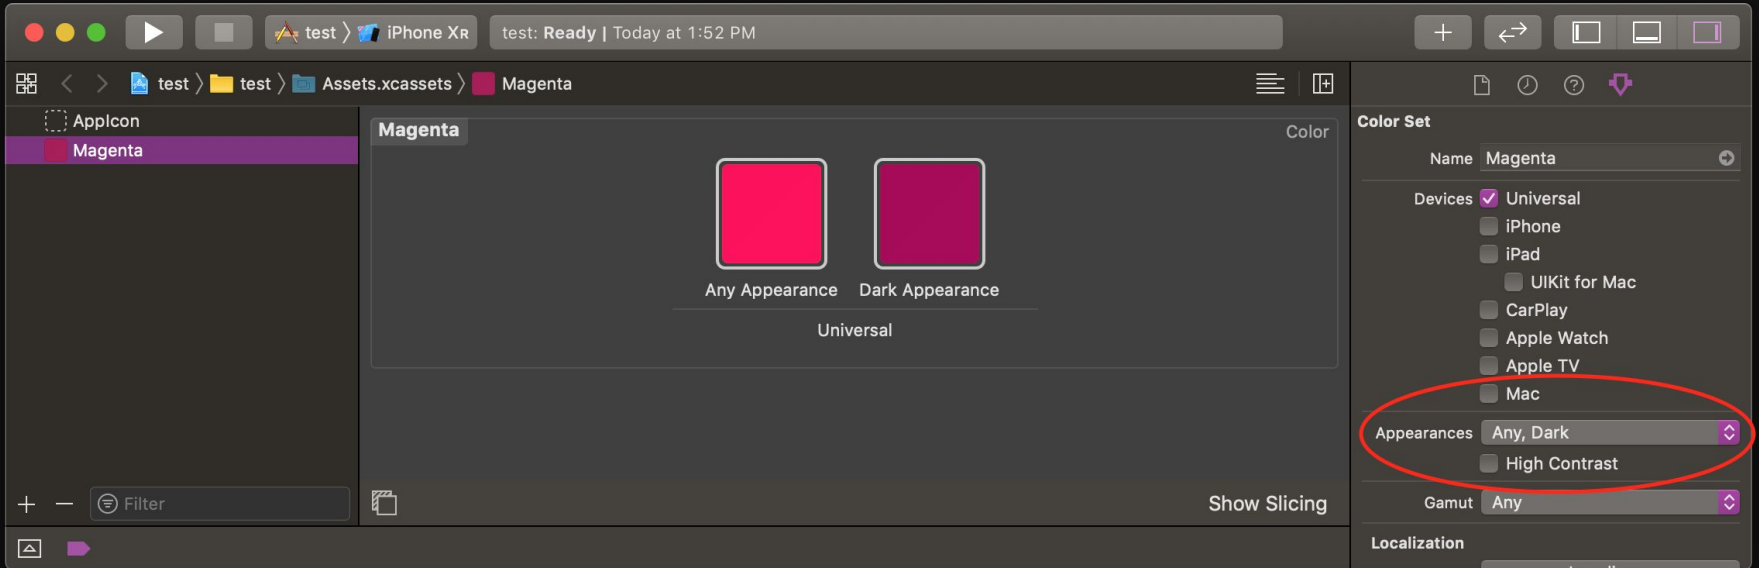 test > iPhone XR
test: Ready | Today at 1:52 PM
test > test > Assets.xcassets > Magenta
AppIcon
Magenta
Filter
Magenta
Color
Any Appearance
Dark Appearance
Universal
Show Slicing
Color Set
Name Magenta
Devices Universal
iPhone
iPad
UIKit for Mac
CarPlay
Apple Watch
Apple TV
Mac
Appearances Any, Dark
High Contrast
Gamut Any
Localization